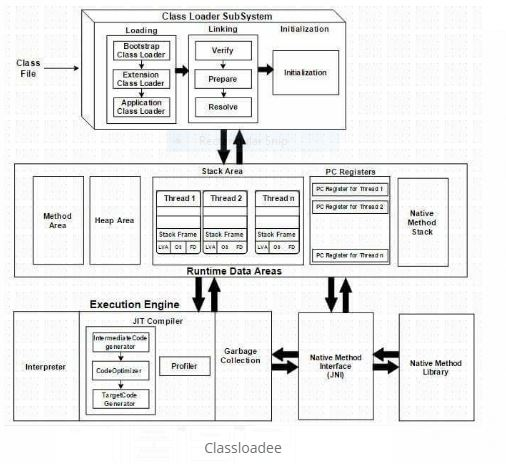 Class Loader SubSystem
Loading
Linking
Initialization
Bootstrap
Class Loader
Extension
Class Loader
Application
Class Loader
Verify
Prepare
Resolve
Initialization
Class
File
Stack Area
PC Registers
Method
Area
Heap Area
Thread 1
Stack Frame
LVA OS FD
Thread 2
Stack Frame
LVA OS FD
Thread n
Stack Frame
LVA OS FD
PC Register for Thread 1
PC Register for Thread 2
PC Register for Thread n
Native
Method
Stack
Runtime Data Areas
Execution Engine
JIT Compiler
Interpreter
IntermediateCode
generator
CodeOptimizer
TargetCode
Generator
Profiler
Garbage
Collection
Native Method
Interface
(JNI)
Native Method
Library
Classloadee